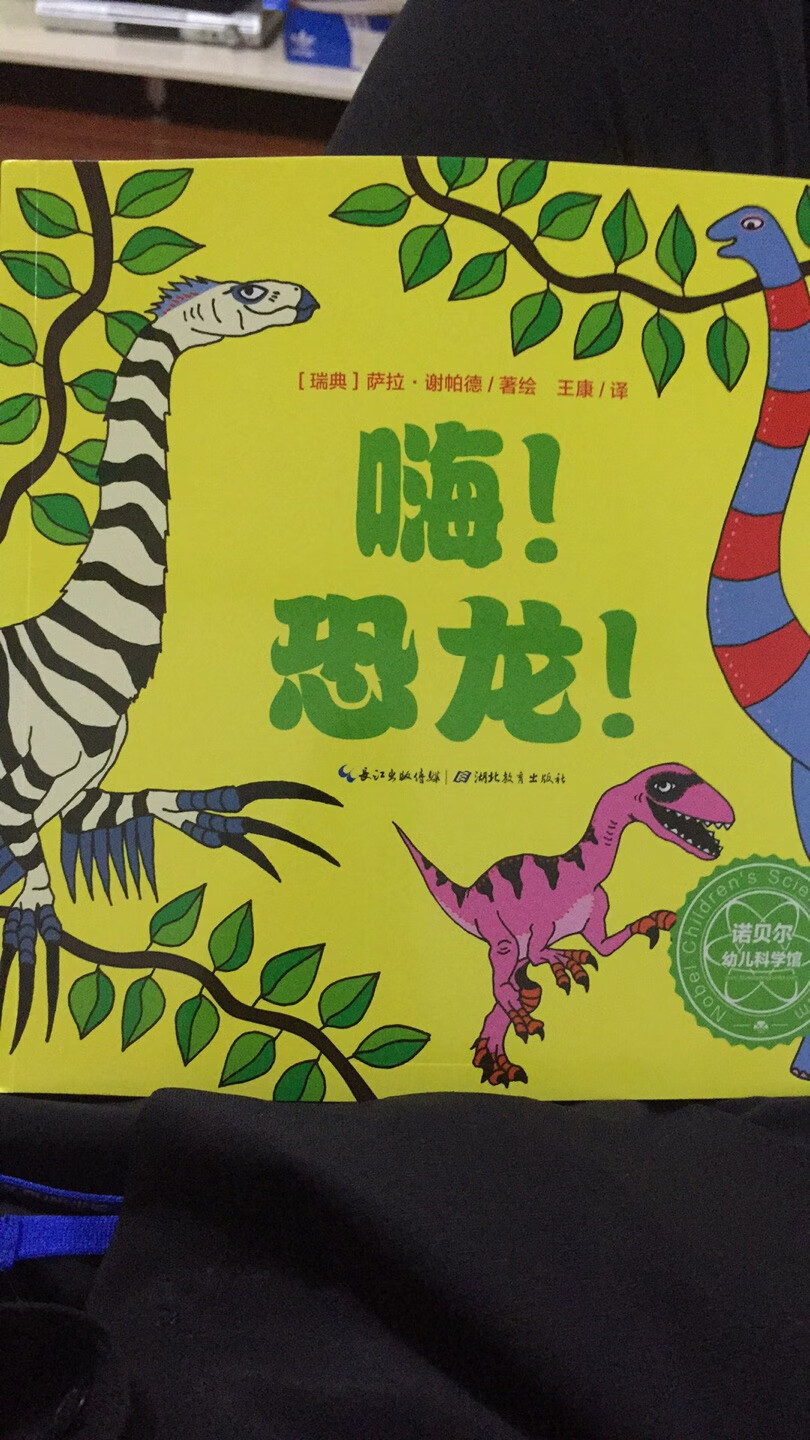 [瑞典]萨拉·谢帕德/著绘 王康/译
嗨！
恐龙！
长江出版传媒 湖北教育出版社
Nobel Children's
诺贝尔
幼儿科学馆